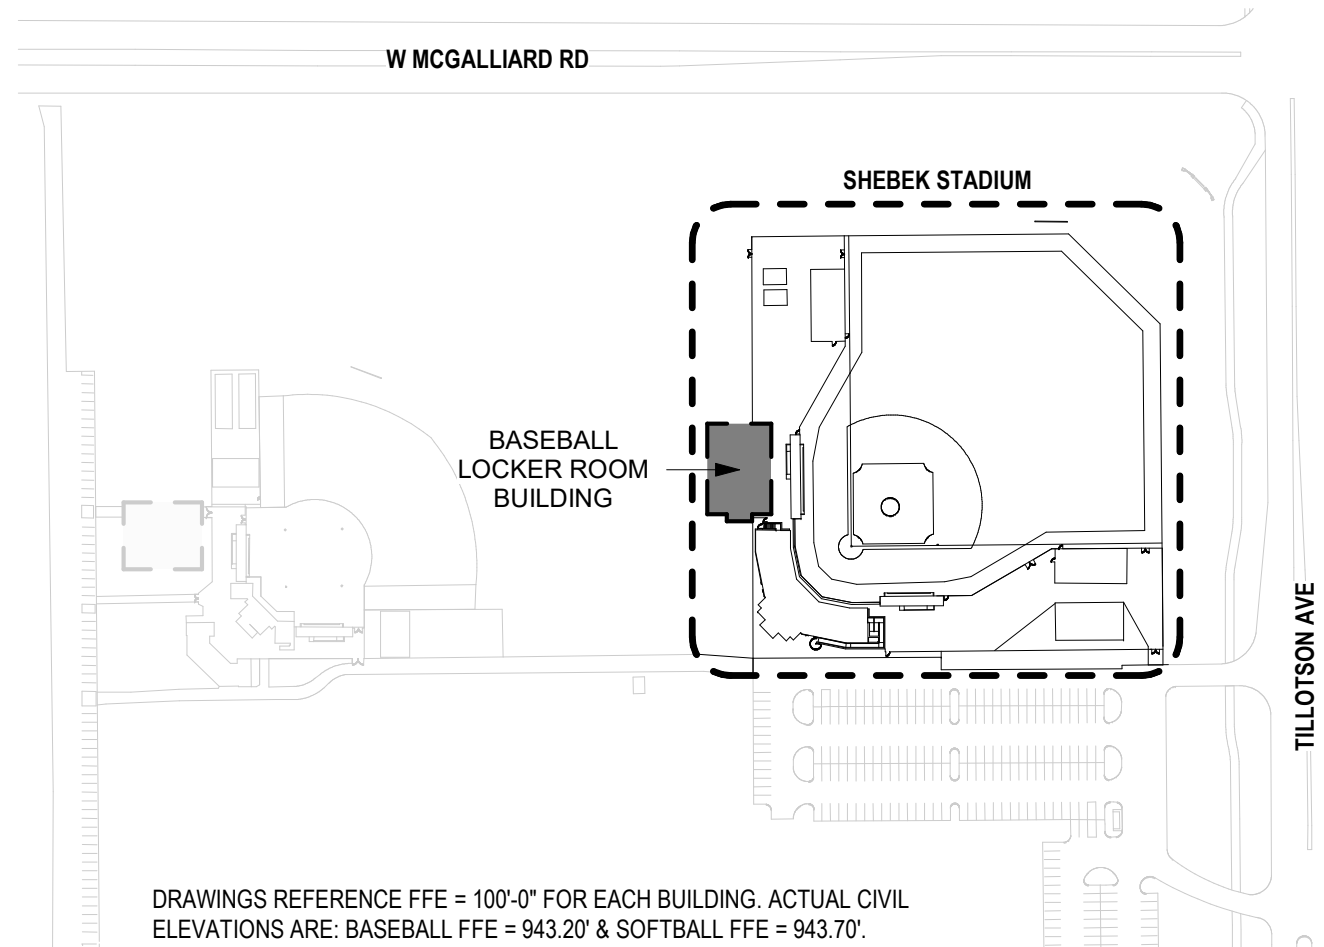 W MCGALLIARD RD
SHEBEK STADIUM
BASEBALL
LOCKER ROOM
BUILDING
TILLOTSON AVE
DRAWINGS REFERENCE FFE = 100'-0" FOR EACH BUILDING. ACTUAL CIVIL
ELEVATIONS ARE: BASEBALL FFE = 943.20' & SOFTBALL FFE = 943.70'.